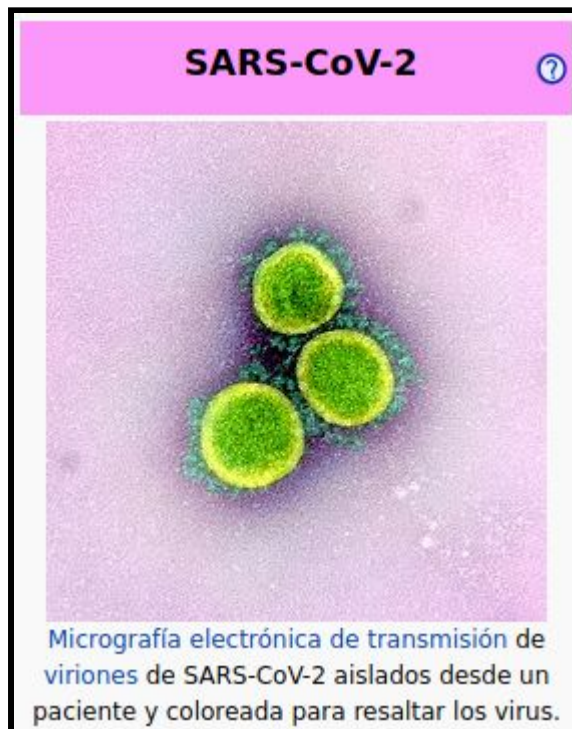 SARS-CoV-2
Micrografía electrónica de transmisión de
viriones de SARS-CoV-2 aislados desde un
paciente y coloreada para resaltar los virus.